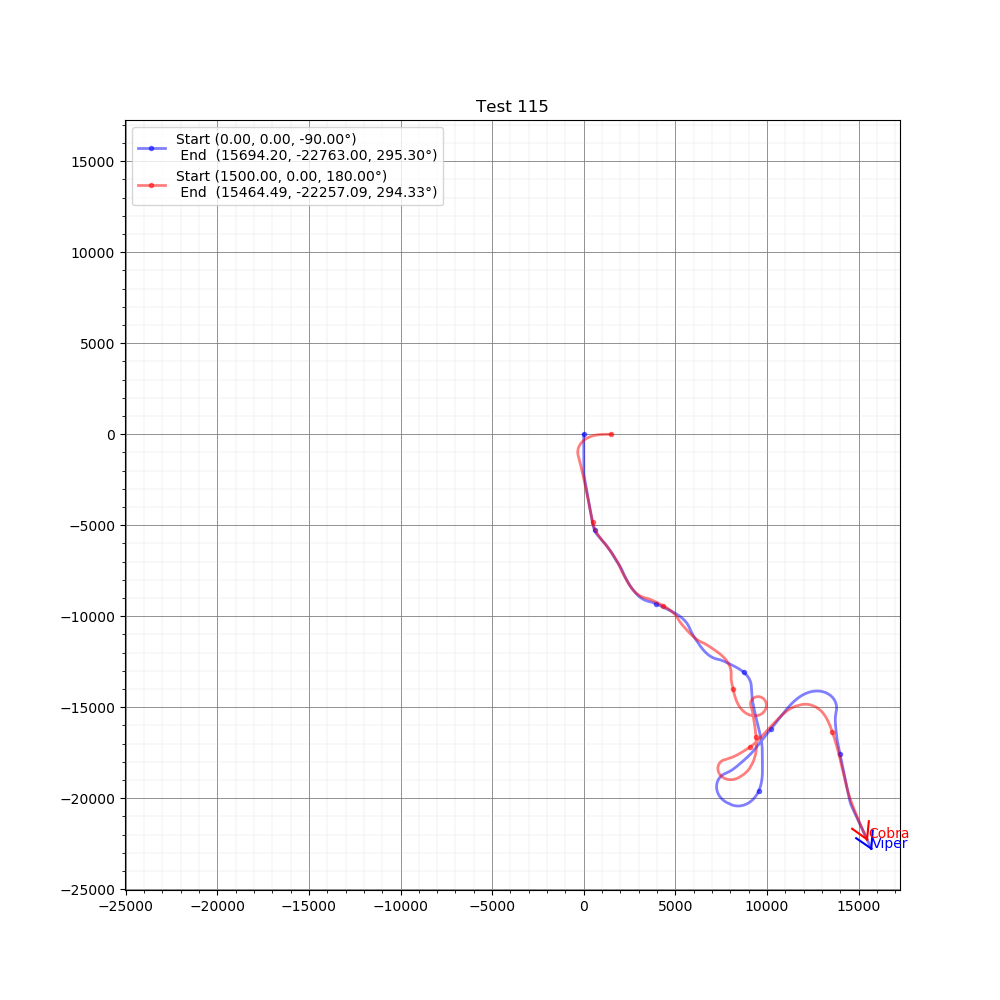 Test 115
Start (0.00, 0.00, -90.00°)
End (15694.20, -22763.00, 295.30°)
Start (1500.00, 0.00, 180.00°)
End (15464.49, -22257.09, 294.33°)
15000
10000
5000
0
−5000
−10000
−15000
−20000
−25000
Cobra
Viper
−25000 −20000 −15000 −10000 −5000 0 5000 10000 15000